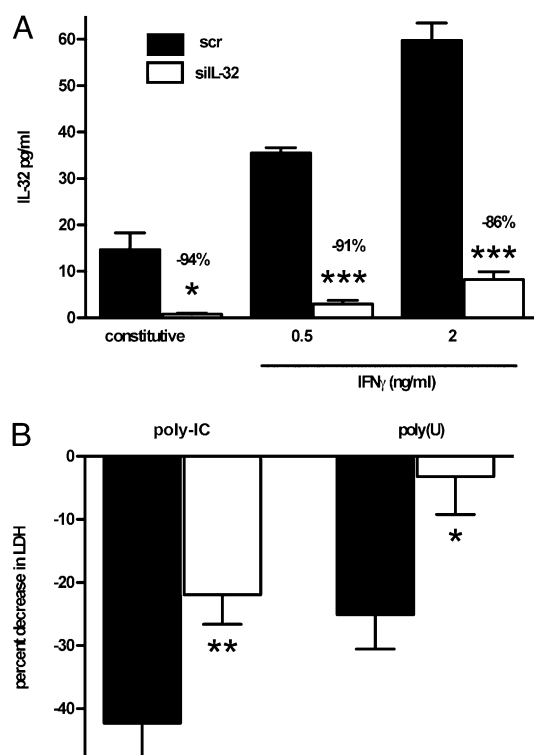 A
scr
siIL-32
IL-32 pg/ml
60
50
40
30
20
10
0
-94%
*
-91%
***
-86%
***
constitutive 0.5 2
IFNγ (ng/ml)
B
poly-IC poly(U)
percent decrease in LDH
0
-10
-20
-30
-40
**
*